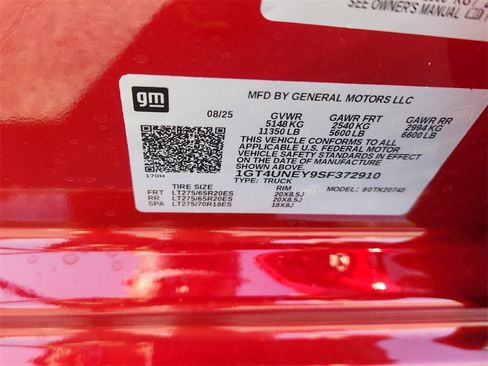 SEE OWNER'S MANUAL
gm
MFD BY GENERAL MOTORS LLC
08/25 GVWR GAWR FRT GAWR RR
5148 KG 2540 KG 2994 KG
11350 LB 5600 LB 6600 LB
THIS VEHICLE CONFORMS TO ALL
APPLICABLE U.S. FEDERAL MOTOR
VEHICLE SAFETY STANDARDS IN EFFECT
ON THE DATE OF MANUFACTURE
SHOWN ABOVE.
1GT4UNEY9SF372910
170H TYPE: TRUCK
TIRE SIZE RIM MODEL:
FRT LT275/65R20ES 20X8.5J
RR LT275/65R20ES 20X8.5J
SPA LT275/70R18ES 18X8J